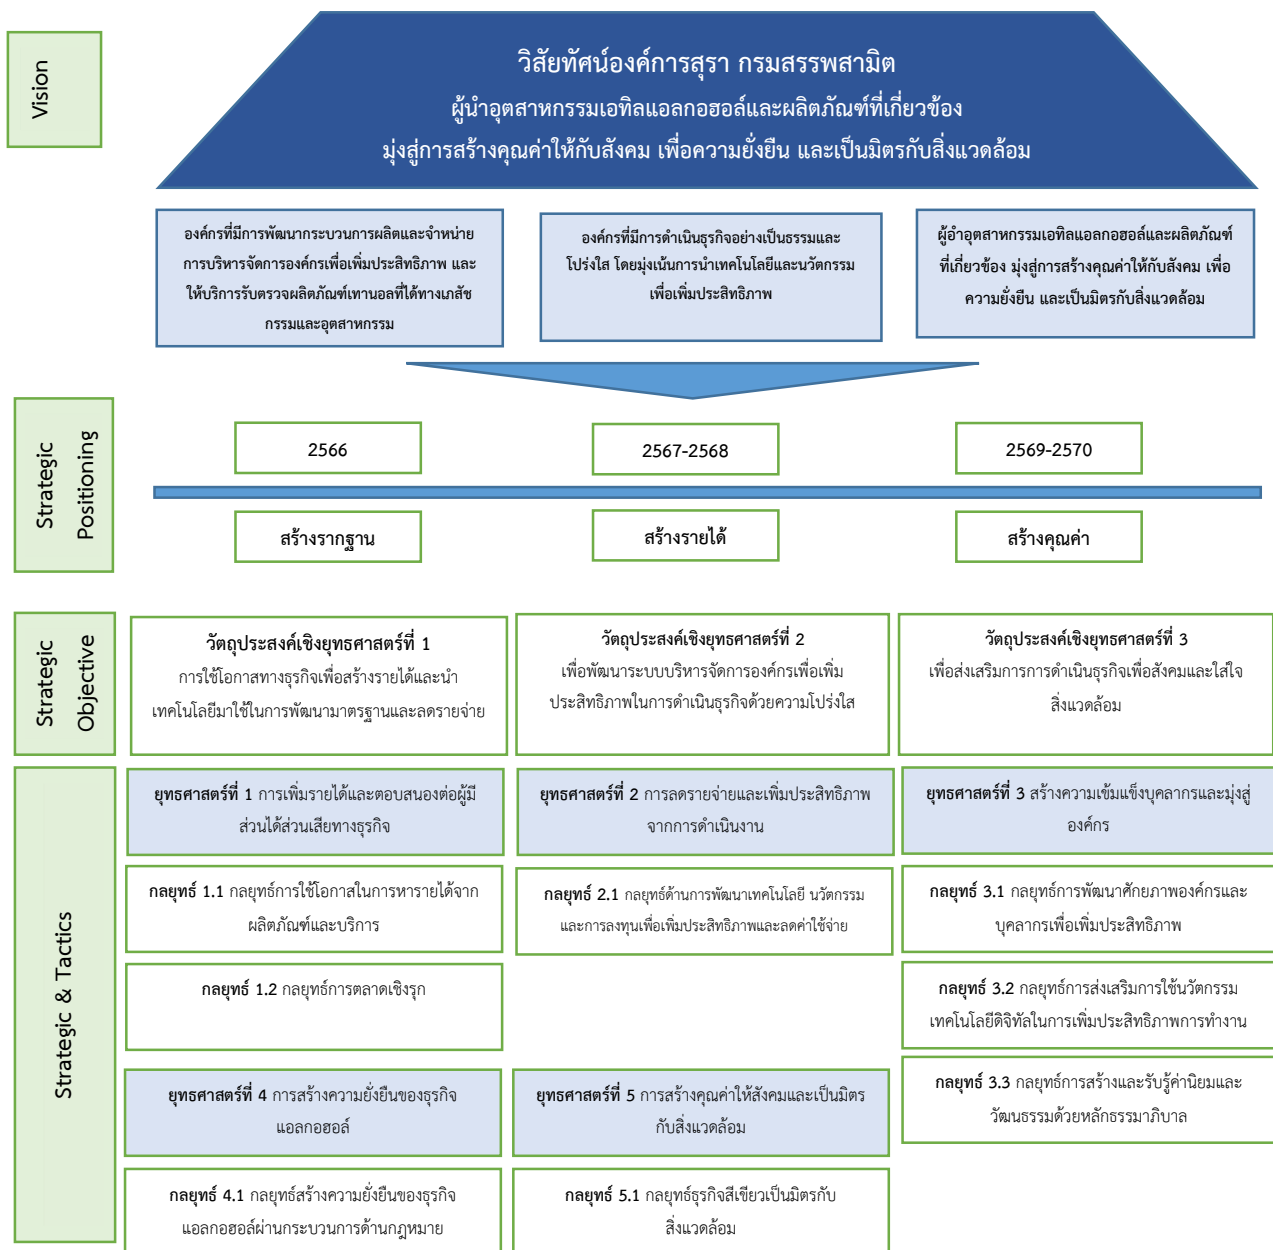 Vision
วิสัยทัศน์องค์การสุรา กรมสรรพสามิต
ผู้นำอุตสาหกรรมเอทิลแอลกอฮอล์และผลิตภัณฑ์ที่เกี่ยวข้อง
มุ่งสู่การสร้างคุณค่าให้กับสังคม เพื่อความยั่งยืน และเป็นมิตรกับสิ่งแวดล้อม
องค์กรที่มีการพัฒนากระบวนการผลิตและจำหน่าย
การบริหารจัดการองค์กรเพื่อเพิ่มประสิทธิภาพ และ
ให้บริการรับตรวจผลิตภัณฑ์เทานอลที่ได้ทางเภสัช
กรรมและอุตสาหกรรม
องค์กรที่มีการดำเนินธุรกิจอย่างเป็นธรรมและ
โปร่งใส โดยมุ่งเน้นการนำเทคโนโลยีและนวัตกรรม
เพื่อเพิ่มประสิทธิภาพ
ผู้อำอุตสาหกรรมเอทิลแอลกอฮอล์และผลิตภัณฑ์
ที่เกี่ยวข้อง มุ่งสู่การสร้างคุณค่าให้กับสังคม เพื่อ
ความยั่งยืน และเป็นมิตรกับสิ่งแวดล้อม
Strategic
Positioning
2566
2567-2568
2569-2570
สร้างรากฐาน
สร้างรายได้
สร้างคุณค่า
Strategic
Objective
วัตถุประสงค์เชิงยุทธศาสตร์ที่ 1
การใช้โอกาสทางธุรกิจเพื่อสร้างรายได้และนำ
เทคโนโลยีมาใช้ในการพัฒนามาตรฐานและลดรายจ่าย
วัตถุประสงค์เชิงยุทธศาสตร์ที่ 2
เพื่อพัฒนาระบบบริหารจัดการองค์กรเพื่อเพิ่ม
ประสิทธิภาพในการดำเนินธุรกิจด้วยความโปร่งใส
วัตถุประสงค์เชิงยุทธศาสตร์ที่ 3
เพื่อส่งเสริมการการดำเนินธุรกิจเพื่อสังคมและใส่ใจ
สิ่งแวดล้อม
Strategic & Tactics
ยุทธศาสตร์ที่ 1 การเพิ่มรายได้และตอบสนองต่อผู้มี
ส่วนได้ส่วนเสียทางธุรกิจ
ยุทธศาสตร์ที่ 2 การลดรายจ่ายและเพิ่มประสิทธิภาพ
จากการดำเนินงาน
ยุทธศาสตร์ที่ 3 สร้างความเข้มแข็งบุคลากรและมุ่งสู่
องค์กร
กลยุทธ์ 1.1 กลยุทธ์การใช้โอกาสในการหารายได้จาก
ผลิตภัณฑ์และบริการ
กลยุทธ์ 2.1 กลยุทธ์ด้านการพัฒนาเทคโนโลยี นวัตกรรม
และการลงทุนเพื่อเพิ่มประสิทธิภาพและลดค่าใช้จ่าย
กลยุทธ์ 3.1 กลยุทธ์การพัฒนาศักยภาพองค์กรและ
บุคลากรเพื่อเพิ่มประสิทธิภาพ
กลยุทธ์ 1.2 กลยุทธ์การตลาดเชิงรุก
กลยุทธ์ 3.2 กลยุทธ์การส่งเสริมการใช้นวัตกรรม
เทคโนโลยีดิจิทัลในการเพิ่มประสิทธิภาพการทำงาน
ยุทธศาสตร์ที่ 4 การสร้างความยั่งยืนของธุรกิจ
แอลกอฮอล์
ยุทธศาสตร์ที่ 5 การสร้างคุณค่าให้สังคมและเป็นมิตร
กับสิ่งแวดล้อม
กลยุทธ์ 3.3 กลยุทธ์การสร้างและรับรู้ค่านิยมและ
วัฒนธรรมด้วยหลักธรรมาภิบาล
กลยุทธ์ 4.1 กลยุทธ์สร้างความยั่งยืนของธุรกิจ
แอลกอฮอล์ผ่านกระบวนการด้านกฎหมาย
กลยุทธ์ 5.1 กลยุทธ์ธุรกิจสีเขียวเป็นมิตรกับ
สิ่งแวดล้อม